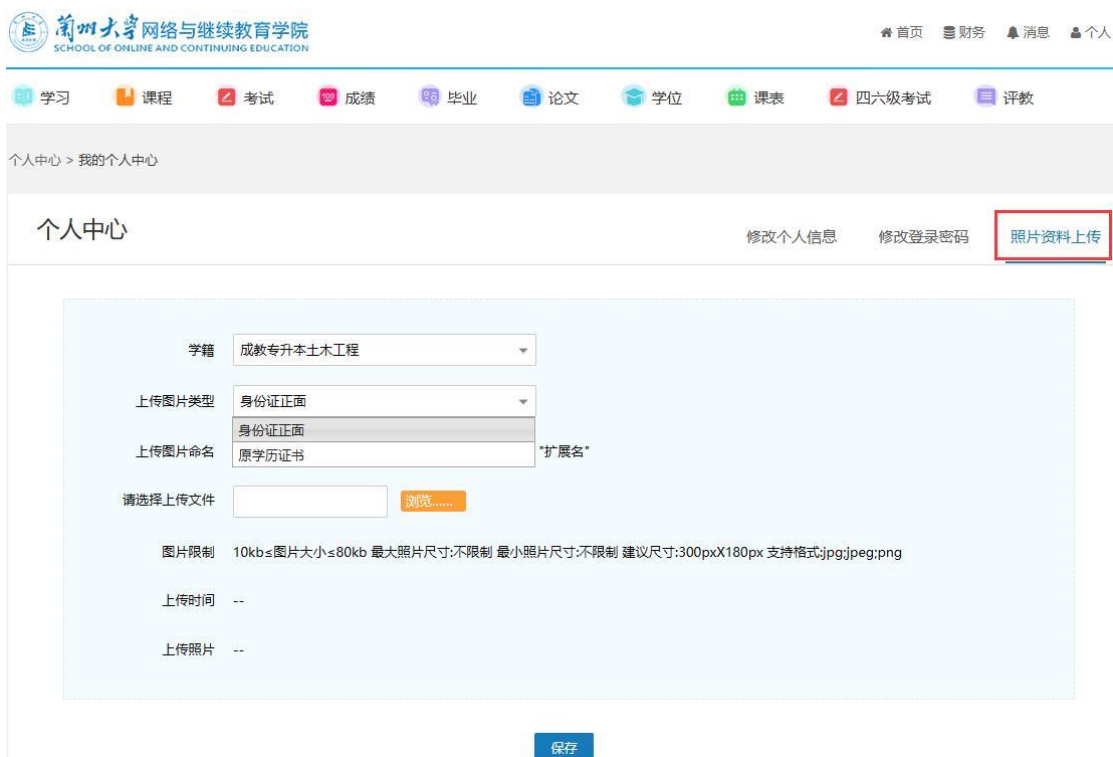 兰州大学网络与继续教育学院
SCHOOL OF ONLINE AND CONTINUING EDUCATION
首页 财务 消息 个人
学习 课程 考试 成绩 毕业 论文 学位 课表 四六级考试 评教
个人中心 > 我的个人中心
个人中心
修改个人信息 修改登录密码 照片资料上传
学籍 成教专升本土木工程
上传图片类型 身份证正面
身份证正面
上传图片命名 "扩展名"
原学历证书
请选择上传文件 浏览......
图片限制 10kb≤图片大小≤80kb 最大照片尺寸:不限制 最小照片尺寸:不限制 建议尺寸:300pxX180px 支持格式:jpg;jpeg;png
上传时间 --
上传照片 --
保存